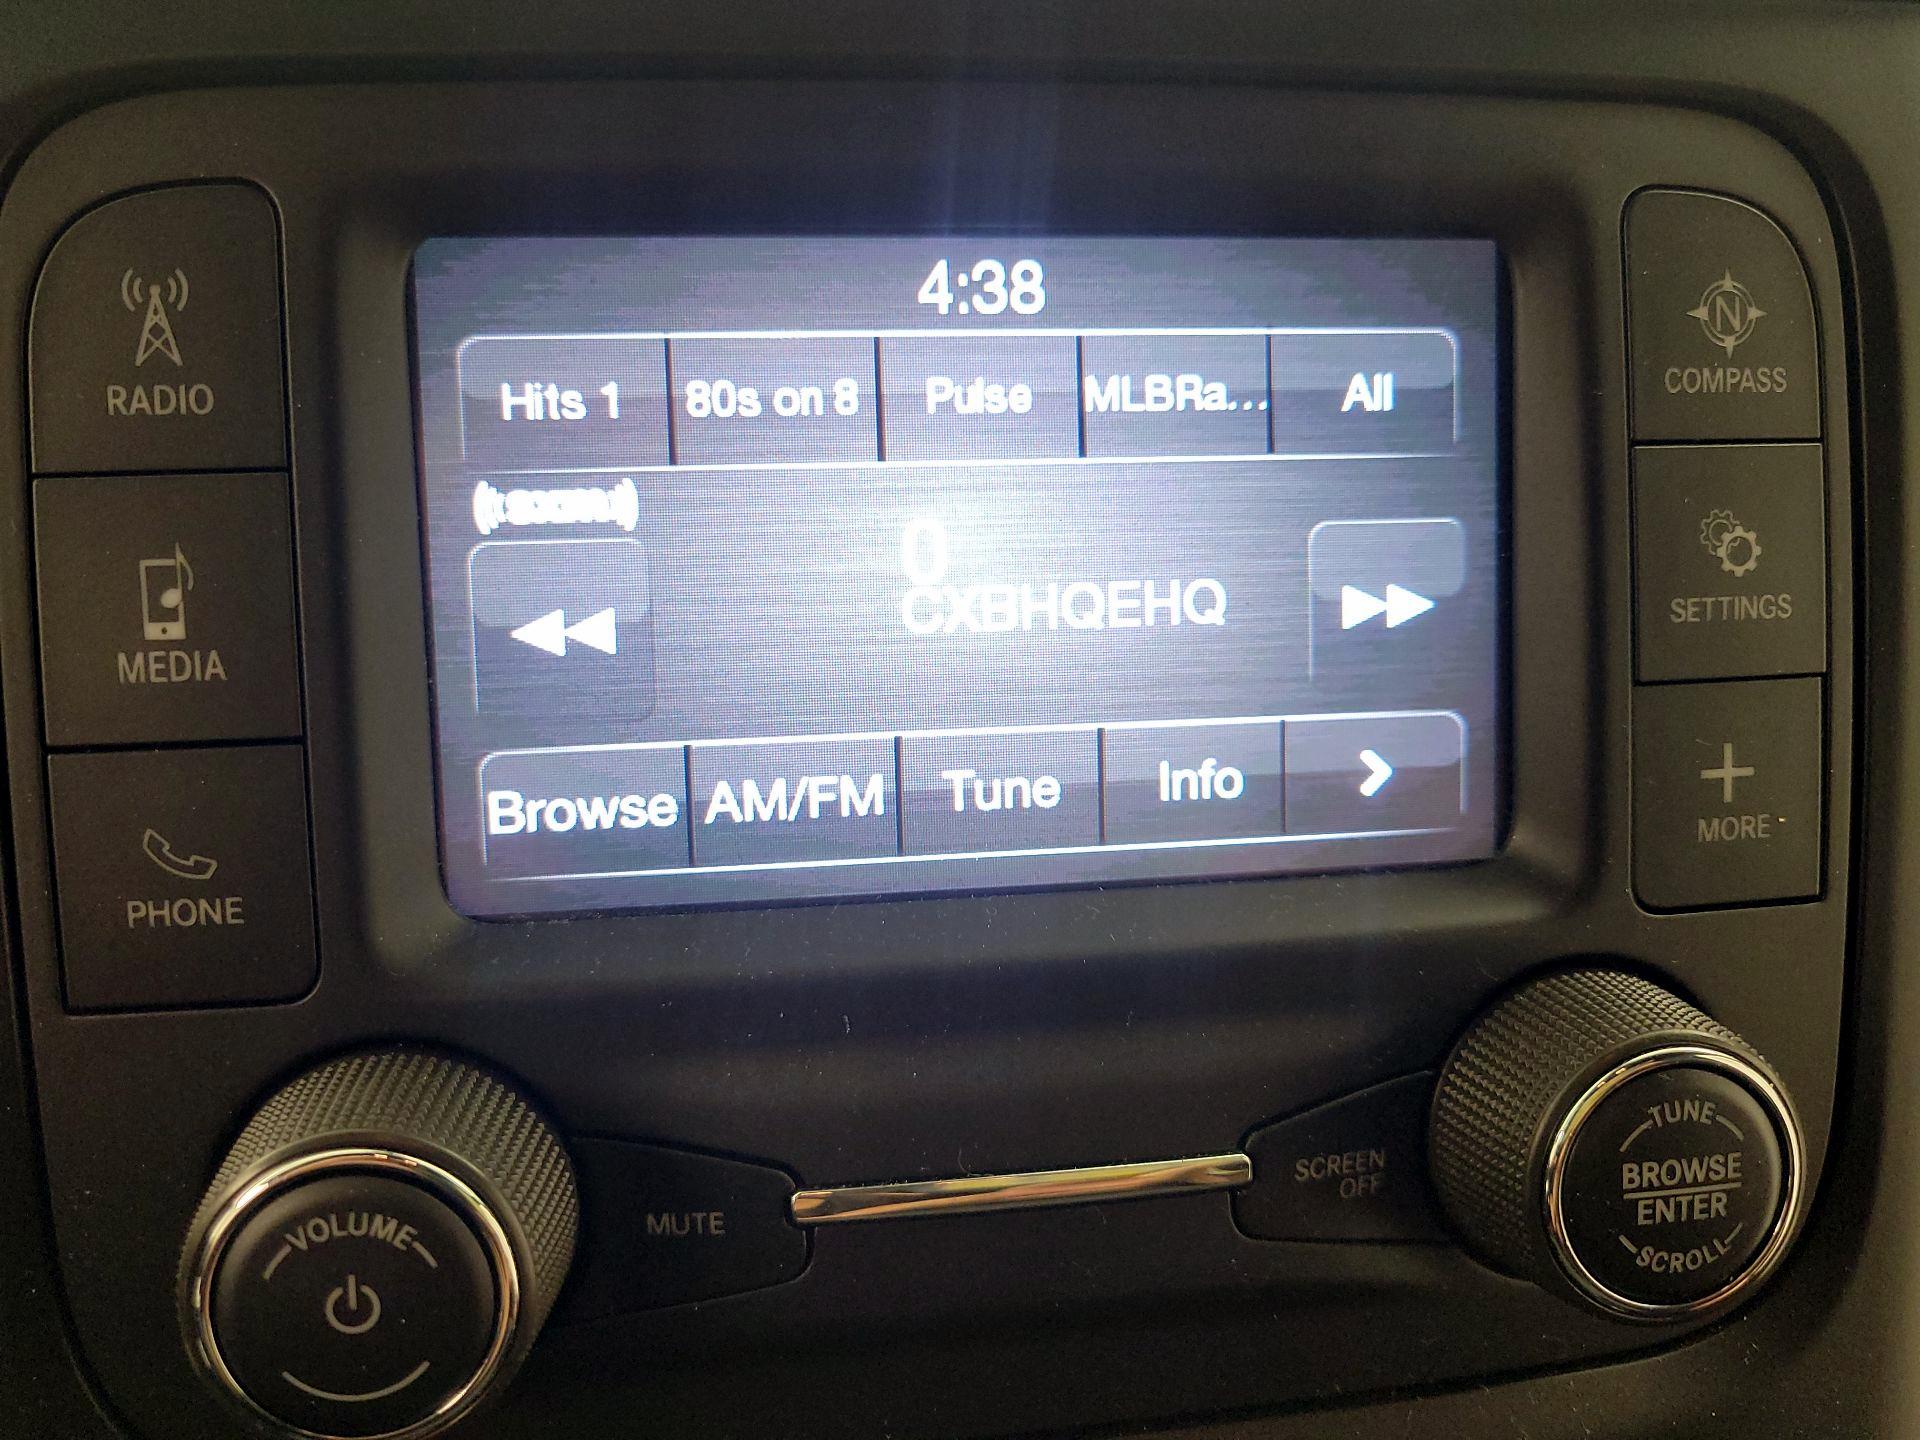 4:38
Hits 1 80s on 8 Pulse MLBRa... All
0
CXBHQEHQ
Browse AM/FM Tune Info >
RADIO
MEDIA
PHONE
COMPASS
SETTINGS
MORE
VOLUME
MUTE
SCREEN
OFF
TUNE
BROWSE
ENTER
SCROLL